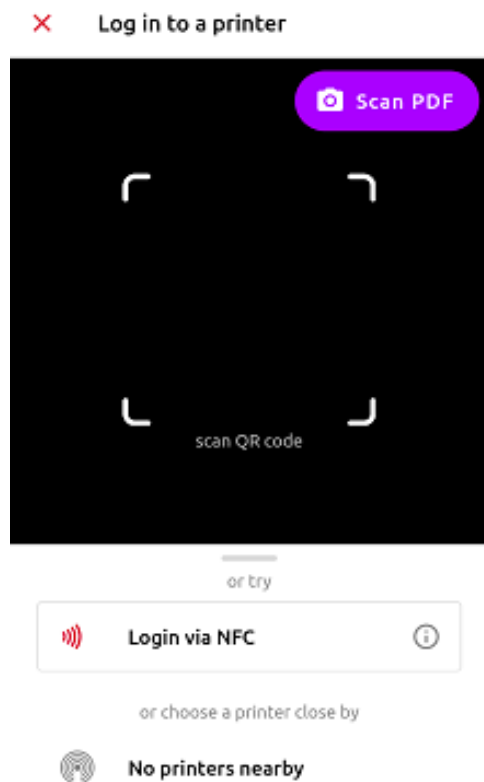 Log in to a printer
Scan PDF
scan QR code
or try
Login via NFC
or choose a printer close by
No printers nearby